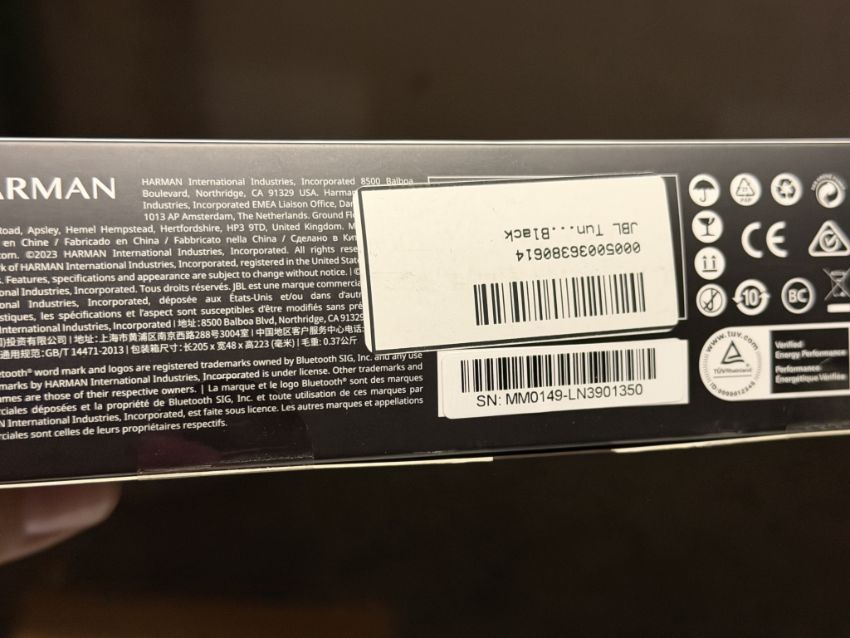 ARMAN
HARMAN International Industries, Incorporated 8500 Balboa
Boulevard, Northridge, CA 91329 USA. Harman
Industries, Incorporated EMEA Liaison Office,
1013 AP Amsterdam, The Netherlands. Ground
Road, Apsley, Hemel Hempstead, Hertfordshire, HP3 9TD, United Kingdom.
en Chine / Fabricado en China / Fabbricato nella China / Сделано в
com. ©2023 HARMAN International Industries, Incorporated. All rights
k of HARMAN International Industries, Incorporated, registered in the United
. Features, specifications and appearance are subject to change without notice. | ©
onal Industries, Incorporated. Tous droits réservés. JBL est une marque
onal Industries, Incorporated, déposée aux États-Unis et/ou dans
tiques, les spécifications et l'aspect sont susceptibles d'être modifiés sans
International Industries, Incorporated | 地址: 8500 Balboa Blvd, Northridge, CA 91329
投资有限公司 | 地址: 上海市黄浦区南京西路288号3004室 | 中国地区客户服务中心电话:
通用规范: GB/T 14471-2013 | 包装箱尺寸: 长205 x 宽48 x 高223 (毫米) | 毛重: 0.37公斤
etooth® word mark and logos are registered trademarks owned by Bluetooth SIG, Inc. and any use
marks by HARMAN International Industries, Incorporated is under license. Other trademarks and
mes are those of their respective owners. | La marque et le logo Bluetooth® sont des marques
rciales déposées et la propriété de Bluetooth SIG, Inc. et toute utilisation de ces marques par
N International Industries, Incorporated, est faite sous licence. Les autres marques et appellations
rciales sont celles de leurs propriétaires respectifs.
JBL Tun...Black
000500036380614
SN: MM0149-LN3901350
PAP
CE
10
BC
www.tuv.com
TÜVRheinland
Verified
Energy Performance
Performance
Énergétique Vérifiée